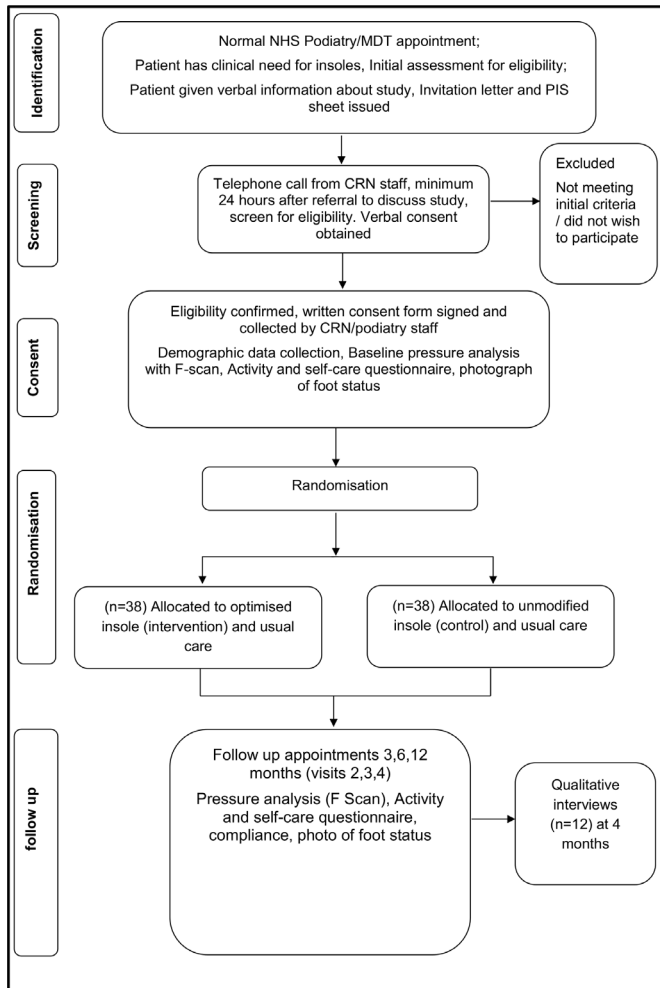 Identification
Normal NHS Podiatry/MDT appointment;
Patient has clinical need for insoles, Initial assessment for eligibility;
Patient given verbal information about study, Invitation letter and PIS
sheet issued
Screening
Telephone call from CRN staff, minimum
24 hours after referral to discuss study,
screen for eligibility. Verbal consent
obtained
Excluded
Not meeting
initial criteria
/ did not wish
to participate
Consent
Eligibility confirmed, written consent form signed and
collected by CRN/podiatry staff
Demographic data collection, Baseline pressure analysis
with F-scan, Activity and self-care questionnaire, photograph
of foot status
Randomisation
Randomisation
(n=38) Allocated to optimised
insole (intervention) and usual
care
(n=38) Allocated to unmodified
insole (control) and usual care
follow up
Follow up appointments 3,6,12
months (visits 2,3,4)
Pressure analysis (F Scan), Activity
and self-care questionnaire,
compliance, photo of foot status
Qualitative
interviews
(n=12) at 4
months